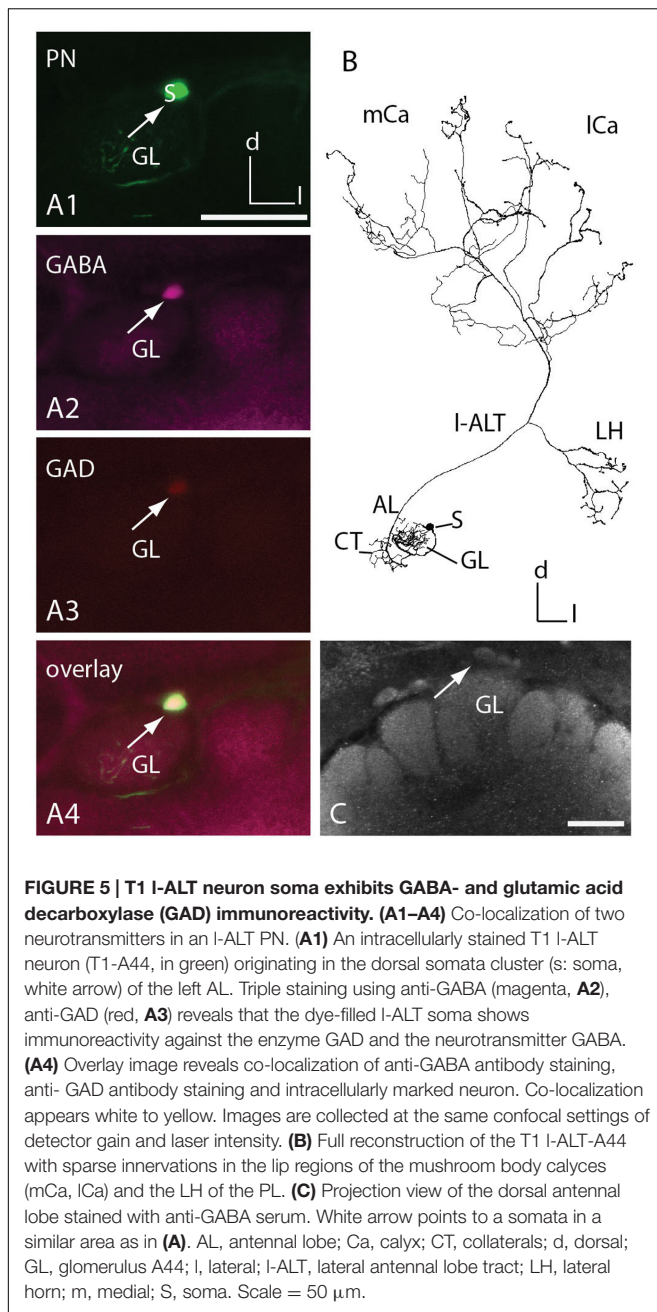 PN
S
GL
d
l
A1
GABA
GL
A2
GAD
GL
A3
overlay
GL
A4
B
mCa
lCa
l-ALT
LH
AL
S
CT
GL
d
l
GL
C
FIGURE 5 | T1 l-ALT neuron soma exhibits GABA- and glutamic acid
decarboxylase (GAD) immunoreactivity. (A1–A4) Co-localization of two
neurotransmitters in an l-ALT PN. (A1) An intracellularly stained T1 l-ALT
neuron (T1-A44, in green) originating in the dorsal somata cluster (s: soma,
white arrow) of the left AL. Triple staining using anti-GABA (magenta, A2),
anti-GAD (red, A3) reveals that the dye-filled l-ALT soma shows
immunoreactivity against the enzyme GAD and the neurotransmitter GABA.
(A4) Overlay image reveals co-localization of anti-GABA antibody staining,
anti- GAD antibody staining and intracellularly marked neuron. Co-localization
appears white to yellow. Images are collected at the same confocal settings of
detector gain and laser intensity. (B) Full reconstruction of the T1 l-ALT-A44
with sparse innervations in the lip regions of the mushroom body calyces
(mCa, lCa) and the LH of the PL. (C) Projection view of the dorsal antennal
lobe stained with anti-GABA serum. White arrow points to a somata in a
similar area as in (A). AL, antennal lobe; Ca, calyx; CT, collaterals; d, dorsal;
GL, glomerulus A44; l, lateral; l-ALT, lateral antennal lobe tract; LH, lateral
horn; m, medial; S, soma. Scale = 50 μm.